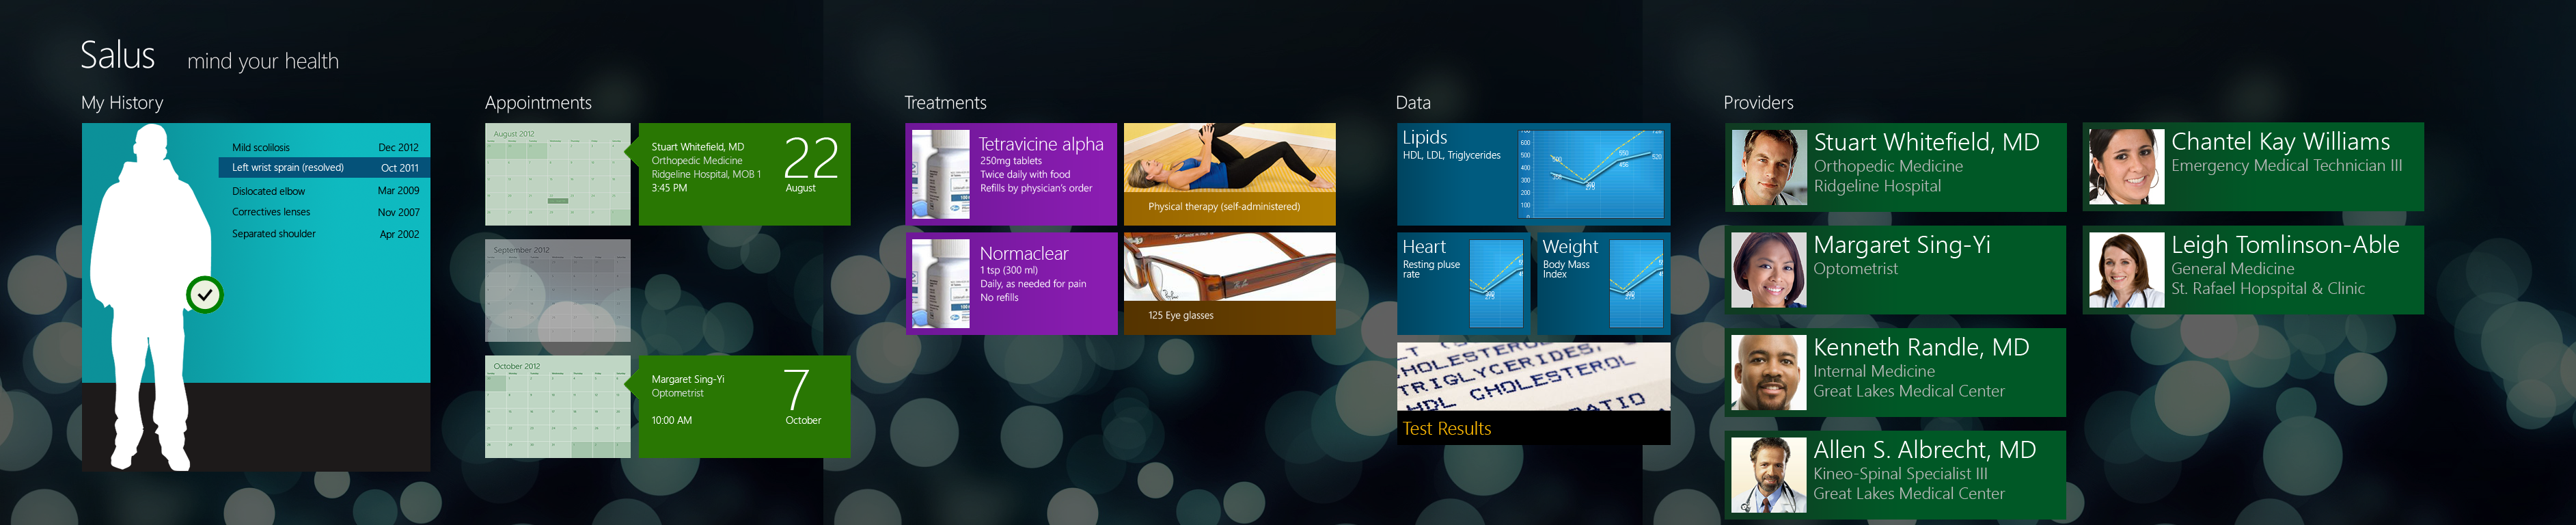 Salus mind your health
My History
Mild scolilosis Dec 2012
Left wrist sprain (resolved) Oct 2011
Dislocated elbow Mar 2009
Correctives lenses Nov 2007
Separated shoulder Apr 2002
Appointments
August 2012
Stuart Whitefield, MD
Orthopedic Medicine
Ridgeline Hospital, MOB 1
3:45 PM
22
August
September 2012
October 2012
Margaret Sing-Yi
Optometrist
10:00 AM
7
October
Treatments
Tetravicine alpha
250mg tablets
Twice daily with food
Refills by physician's order
Physical therapy (self-administered)
Normaclear
1 tsp (300 ml)
Daily, as needed for pain
No refills
125 Eye glasses
Data
Lipids
HDL, LDL, Triglycerides
600
500
400
300
200
100
550
520
456
275
Heart
Resting pluse
rate
275
Weight
Body Mass
Index
275
HOLESTEROL
TRIGLYCERIDES,
HDL CHOLESTEROL
RATIO
Test Results
Providers
Stuart Whitefield, MD
Orthopedic Medicine
Ridgeline Hospital
Margaret Sing-Yi
Optometrist
Kenneth Randle, MD
Internal Medicine
Great Lakes Medical Center
Allen S. Albrecht, MD
Kineo-Spinal Specialist III
Great Lakes Medical Center
Chantel Kay Williams
Emergency Medical Technician III
Leigh Tomlinson-Able
General Medicine
St. Rafael Hopspital & Clinic